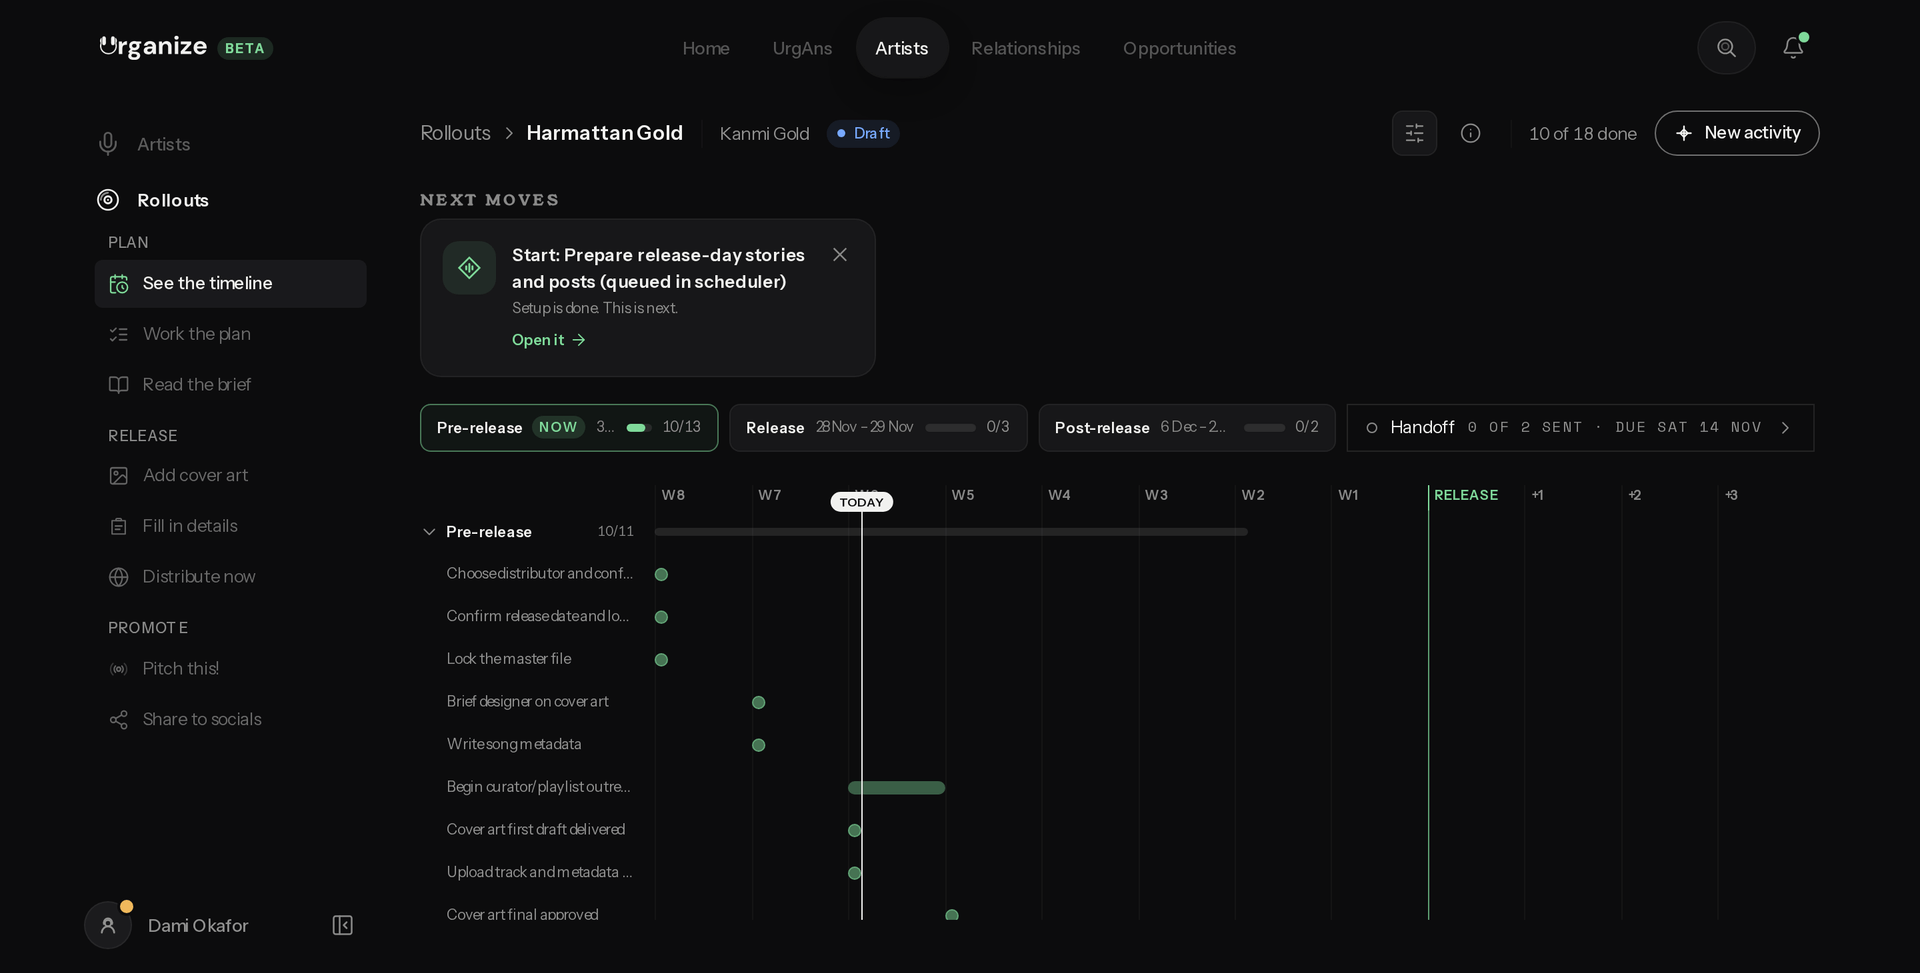 Urganize BETA
Home UrgAns Artists Relationships Opportunities
Artists
Rollouts
PLAN
See the timeline
Work the plan
Read the brief
RELEASE
Add cover art
Fill in details
Distribute now
PROMOTE
Pitch this!
Share to socials
Dami Okafor
Rollouts > Harmattan Gold Kanmi Gold Draft
10 of 18 done New activity
NEXT MOVES
Start: Prepare release-day stories
and posts (queued in scheduler)
Setup is done. This is next.
Open it →
Pre-release NOW 3... 10/13
Release 28 Nov – 29 Nov 0/3
Post-release 6 Dec – 2... 0/2
Handoff 0 OF 2 SENT · DUE SAT 14 NOV
W8 W7 TODAY W5 W4 W3 W2 W1 RELEASE +1 +2 +3
Pre-release 10/11
Choose distributor and conf...
Confirm release date and lo...
Lock the master file
Brief designer on cover art
Write song metadata
Begin curator/playlist outre...
Cover art first draft delivered
Upload track and metadata ...
Cover art final approved